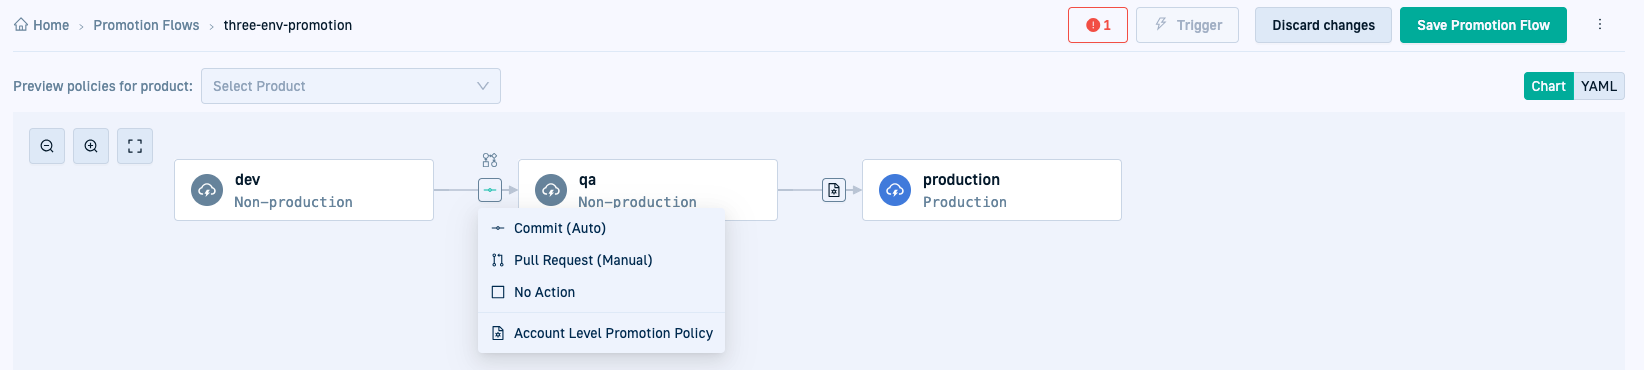 Home > Promotion Flows > three-env-promotion
1
Trigger
Discard changes
Save Promotion Flow
Preview policies for product:
Select Product
Chart
YAML
dev
Non-production
qa
Non-production
production
Production
Commit (Auto)
Pull Request (Manual)
No Action
Account Level Promotion Policy